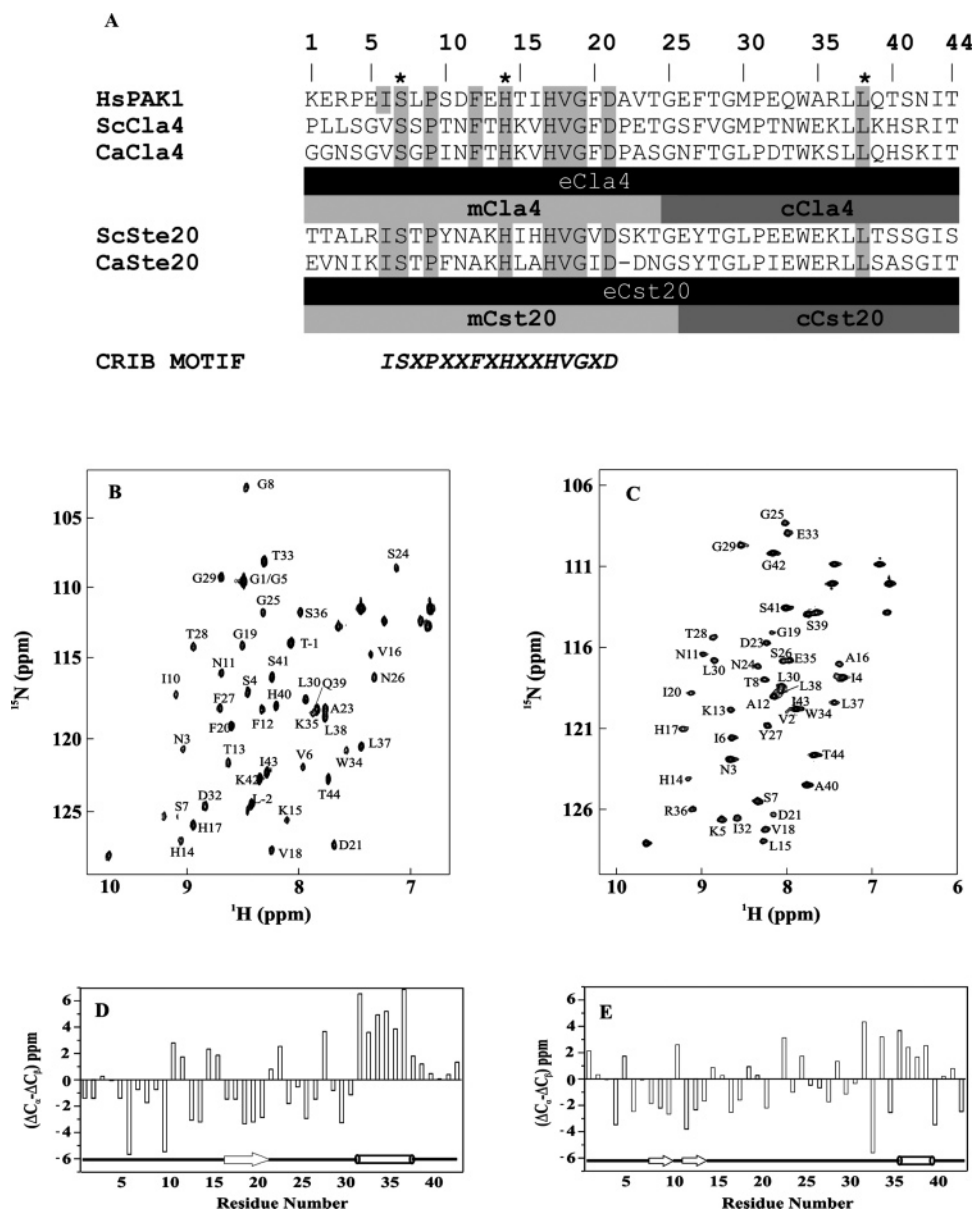 A
1 5 10 15 20 25 30 35 40 44
* * *
HsPAK1 KERPEISLPSDFEHTIHVGFDAVTGEFTGMPEQWARLLQTSNIT
ScCla4 PLLSGVSSPTNFTHKVHVGFDPETGSFVGMPTNWEKLLKHSRIT
CaCla4 GGNSGVSGPINFTHKVHVGFDPASGNFTGLPDTWKSLLQHSKIT
eCla4
mCla4 cCla4
ScSte20 TTALRISTPYNAKHIHHVGVDSKTGEYTGLPEEWEKLLTSSGIS
CaSte20 EVNIKISTPFNAKHLAHVGID-DNGSYTGLPIEWERLLSASGIT
eCst20
mCst20 cCst20
CRIB MOTIF ISXPXXFXHXXHVGXD
B
105
110
115
120
125
15N (ppm)
10 9 8 7
1H (ppm)
G8
T33
S24
G29
G1/G5
G25
S36
T28
G19
T-1
V16
N11
S41
N26
I10
S4
H40
L30
Q39
F27
F12
K35
A23
F20
L38
N3
T13
V6
W34
L37
K42
I43
T44
D32
L-2
S7
K15
H17
H14
V18
D21
C
106
111
116
121
126
15N (ppm)
10 9 8 7 6
1H (ppm)
G25
E33
G29
G42
S41
S39
T28
G19
D23
N11
S26
E35
L30
N24
A16
T8
L30
I4
I20
A12
L38
K13
I43
L37
V2
W34
H17
I6
Y27
N3
T44
H14
A40
S7
R36
D21
K5
I32
V18
L15
D
6
4
2
0
-2
-4
-6
(ΔCα-ΔCβ) ppm
5 10 15 20 25 30 35 40
Residue Number
E
6
4
2
0
-2
-4
-6
(ΔCα-ΔCβ) ppm
5 10 15 20 25 30 35 40
Residue Number